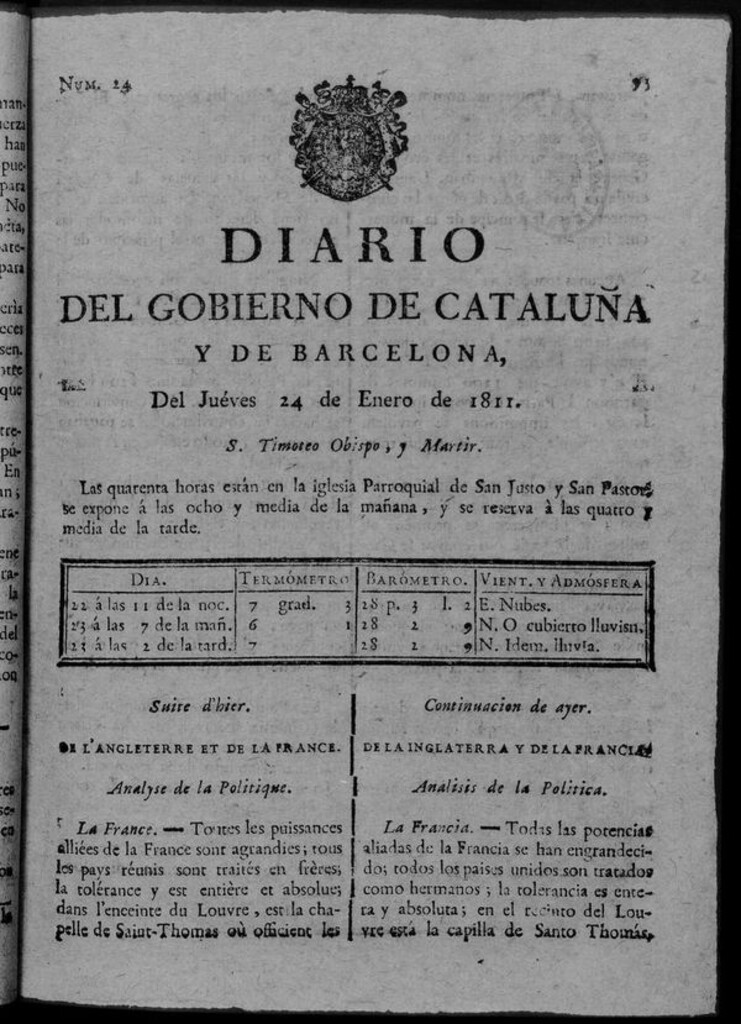 NUM. 24 93
DIARIO
DEL GOBIERNO DE CATALUÑA
Y DE BARCELONA,
Del Juéves 24 de Enero de 1811.
S. Timoteo Obispo, y Martir.
Las quarenta horas están en la iglesia Parroquial de San Justo y San Pastor;
se expone á las ocho y media de la mañana, y se reserva à las quatro y
media de la tarde.
DIA. TERMÓMETRO BARÓMETRO. VIENT. Y ADMÓSFERA
22 á las 11 de la noc. 7 grad. 3 28 p. 3 l. 2 E. Nubes.
23 á las 7 de la mañ. 6 1 28 2 9 N. O cubierto lluvisn.
23 á las 2 de la tard. 7 28 2 9 N. Idem. lluvia.
Suite d'hier.
DE L'ANGLETERRE ET DE LA FRANCE.
Analyse de la Politique.
La France. — Toutes les puissances
alliées de la France sont agrandies; tous
les pays réunis sont traités en frères;
la tolérance y est entière et absolue;
dans l'enceinte du Louvre, est la cha-
pelle de Saint-Thomas où officient les
Continuacion de ayer.
DE LA INGLATERRA Y DE LA FRANCIA
Analisis de la Politica.
La Francia. — Todas las potencias
aliadas de la Francia se han engrandeci-
do; todos los paises unidos son tratados
como hermanos; la tolerancia es ente-
ra y absoluta; en el recinto del Lou-
vre está la capilla de Santo Thomás,